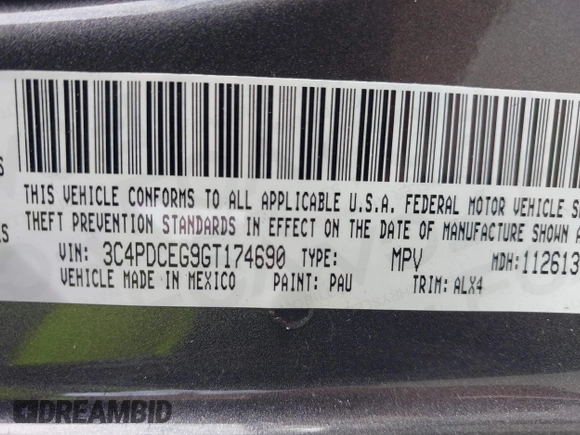 THIS VEHICLE CONFORMS TO ALL APPLICABLE U.S.A. FEDERAL MOTOR VEHICLE S
THEFT PREVENTION STANDARDS IN EFFECT ON THE DATE OF MANUFACTURE SHOWN A
VIN: 3C4PDCEG9GT174690 TYPE: MPV MDH: 112613
VEHICLE MADE IN MEXICO PAINT: PAU TRIM: ALX4
DREAMBID